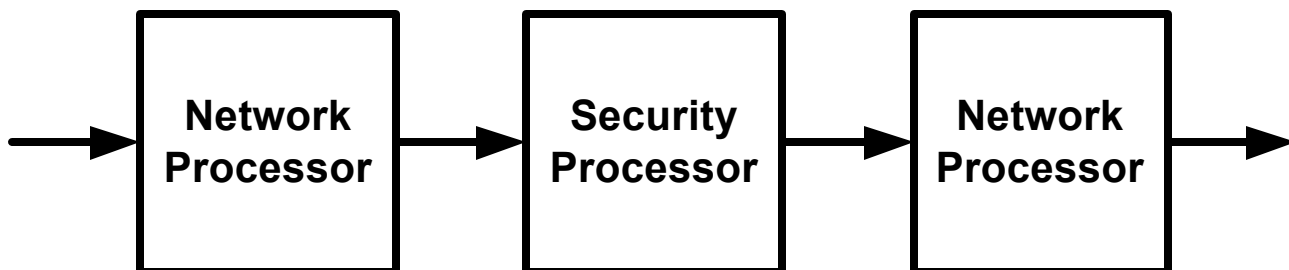 Network
Processor
Security
Processor
Network
Processor